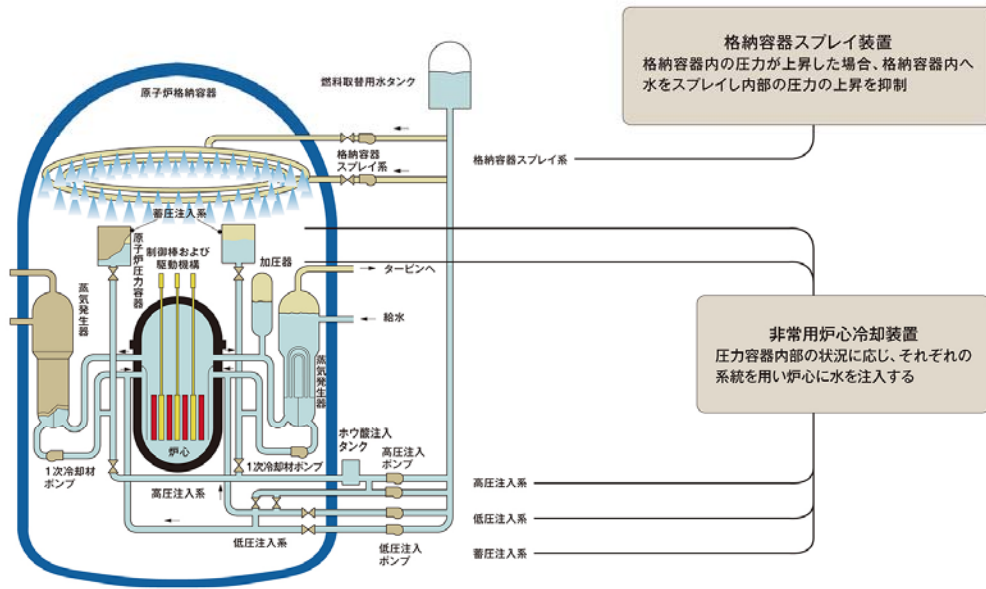 格納容器スプレイ装置
格納容器内の圧力が上昇した場合、格納容器内へ
水をスプレイし内部の圧力の上昇を抑制
燃料取替用水タンク
原子炉格納容器
格納容器
スプレイ系
格納容器スプレイ系
蓄圧注入系
原子炉圧力容器
制御棒および
駆動機構
加圧器
タービンへ
蒸気発生器
給水
非常用炉心冷却装置
圧力容器内部の状況に応じ、それぞれの
系統を用い炉心に水を注入する
蒸気発生器
炉心
1次冷却材
ポンプ
1次冷却材ポンプ
ホウ酸注入
タンク
高圧注入
ポンプ
高圧注入系
高圧注入系
低圧注入系
低圧注入系
低圧注入
ポンプ
蓄圧注入系